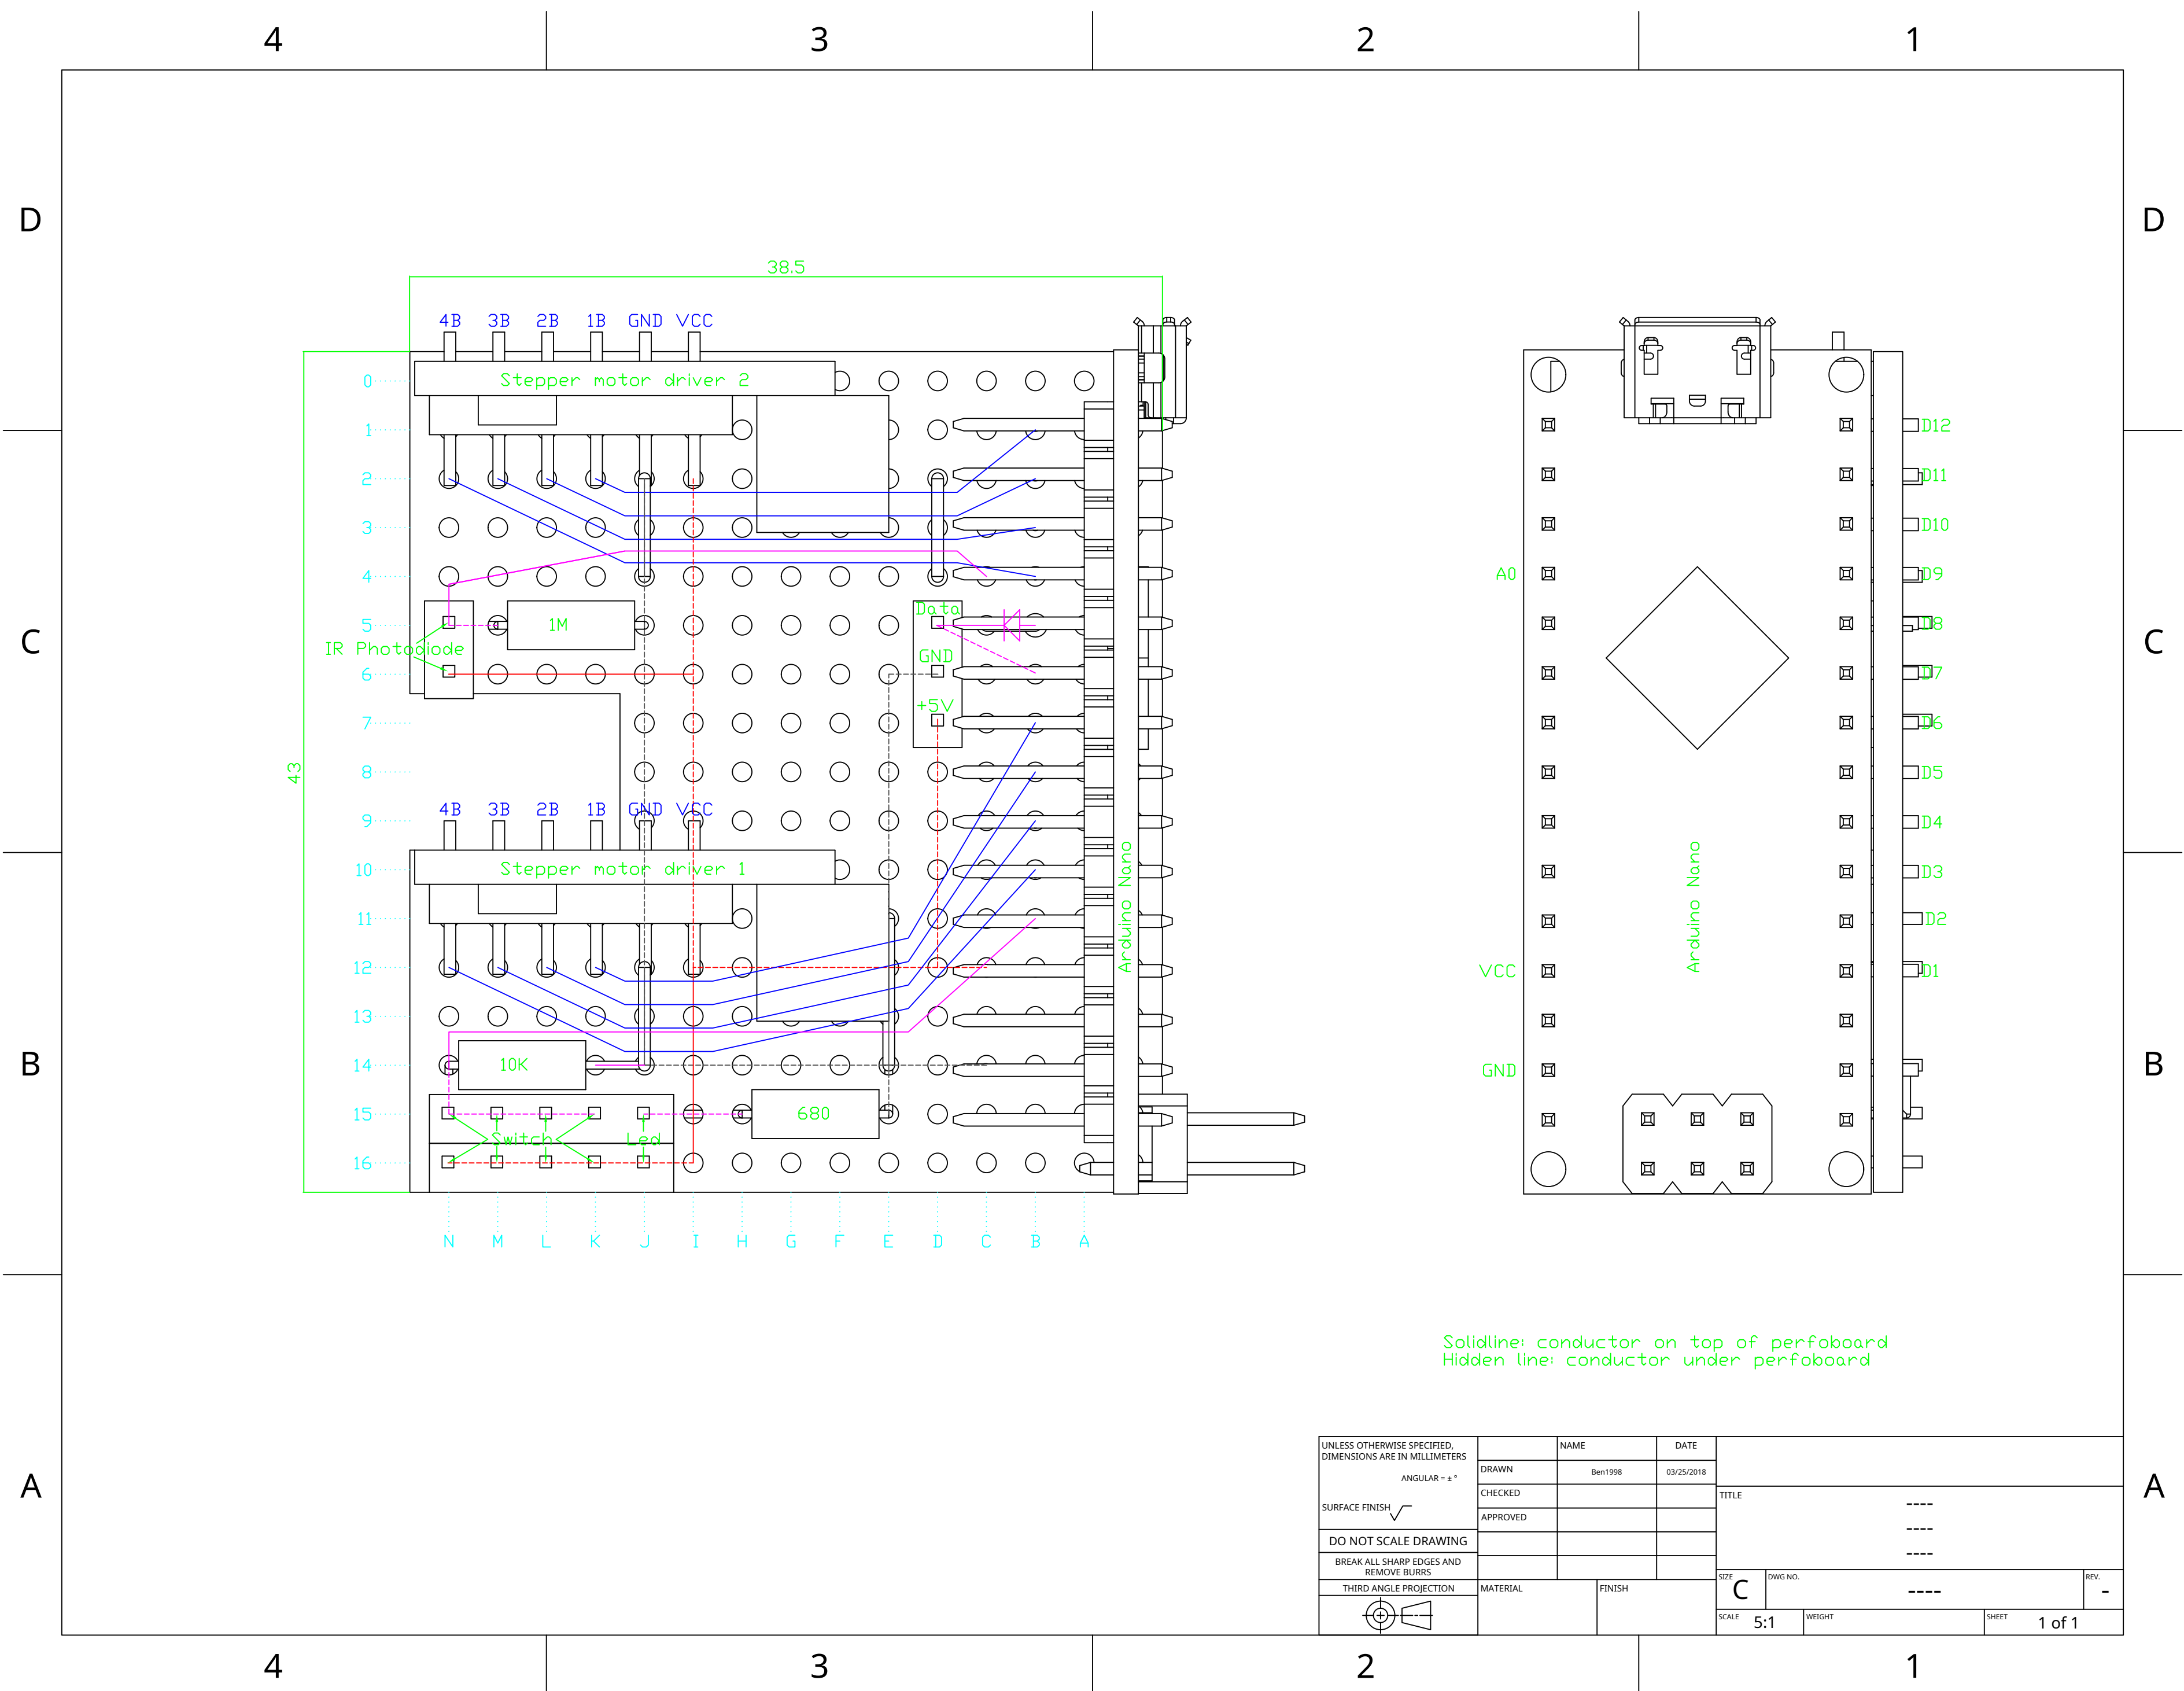 4 3 2 1
D D
38.5
4B 3B 2B 1B GND VCC
0 Stepper motor driver 2
1 D12
2 D11
3 D10
4 A0 D9
Data
5 1M D8
IR Photodiode
GND
6 D7
+5V
7 D6
C C
43
8 D5
4B 3B 2B 1B GND VCC
9 D4
10 Stepper motor driver 1 D3
Arduino Nano
Arduino Nano
11 D2
12 VCC D1
13
14 10K GND
B B
15 680
Switch Led
16
N M L K J I H G F E D C B A
Solidline: conductor on top of perfoboard
Hidden line: conductor under perfoboard
A A
UNLESS OTHERWISE SPECIFIED,
DIMENSIONS ARE IN MILLIMETERS
ANGULAR = ± °
SURFACE FINISH
DO NOT SCALE DRAWING
BREAK ALL SHARP EDGES AND
REMOVE BURRS
THIRD ANGLE PROJECTION
NAME DATE
DRAWN Ben1998 03/25/2018
CHECKED
APPROVED
MATERIAL FINISH
TITLE
----
----
----
SIZE C DWG NO. ---- REV. -
SCALE 5:1 WEIGHT SHEET 1 of 1
4 3 2 1